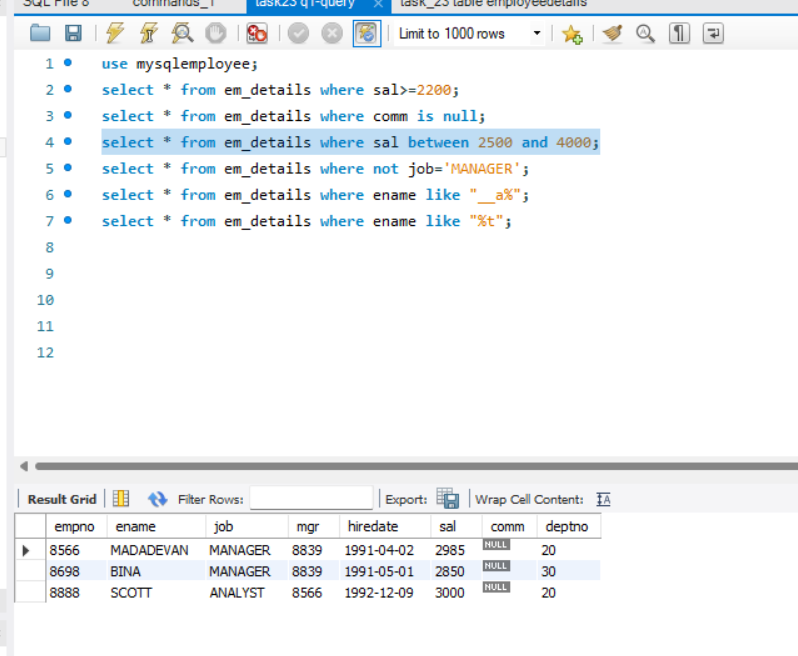 SQL File 8 commands_1 task23 q1-query × task_23 table employeedetails
Limit to 1000 rows
1 use mysqlemployee;
2 select * from em_details where sal>=2200;
3 select * from em_details where comm is null;
4 select * from em_details where sal between 2500 and 4000;
5 select * from em_details where not job='MANAGER';
6 select * from em_details where ename like "__a%";
7 select * from em_details where ename like "%t";
8
9
10
11
12
Result Grid Filter Rows: Export: Wrap Cell Content: IA
empno ename job mgr hiredate sal comm deptno
8566 MADADEVAN MANAGER 8839 1991-04-02 2985 NULL 20
8698 BINA MANAGER 8839 1991-05-01 2850 NULL 30
8888 SCOTT ANALYST 8566 1992-12-09 3000 NULL 20